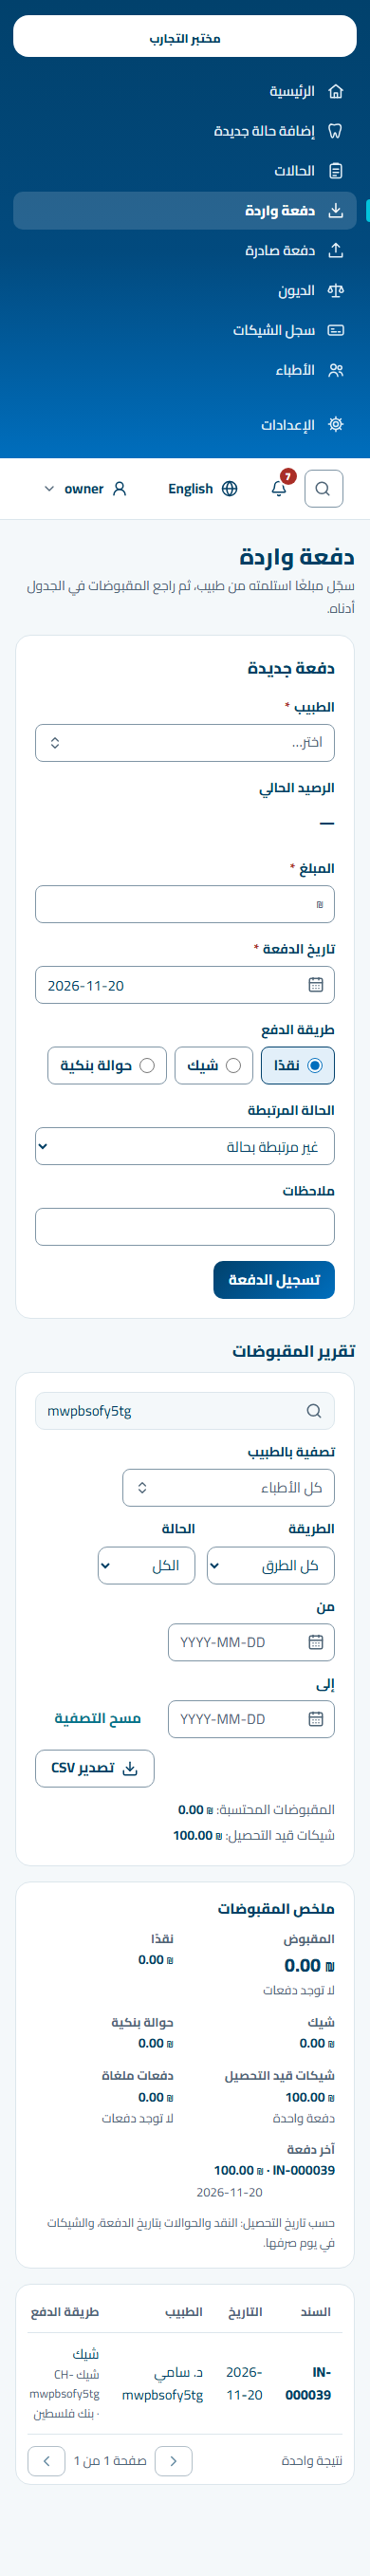 مختبر التجارب
الرئيسية
إضافة حالة جديدة
الحالات
دفعة واردة
دفعة صادرة
الديون
سجل الشيكات
الأطباء
الإعدادات
7
English
owner
دفعة واردة
سجّل مبلغًا استلمته من طبيب، ثم راجع المقبوضات في الجدول
أدناه.
دفعة جديدة
الطبيب *
اختر...
الرصيد الحالي
—
المبلغ *
₪
تاريخ الدفعة *
2026-11-20
طريقة الدفع
نقدًا
شيك
حوالة بنكية
الحالة المرتبطة
غير مرتبطة بحالة
ملاحظات
تسجيل الدفعة
تقرير المقبوضات
mwpbsofy5tg
تصفية بالطبيب
كل الأطباء
الطريقة
الحالة
كل الطرق
الكل
من
YYYY-MM-DD
إلى
YYYY-MM-DD
مسح التصفية
تصدير CSV
المقبوضات المحتسبة: ₪ 0.00
شيكات قيد التحصيل: ₪ 100.00
ملخص المقبوضات
المقبوض
نقدًا
₪ 0.00
₪ 0.00
لا توجد دفعات
شيك
حوالة بنكية
₪ 0.00
₪ 0.00
شيكات قيد التحصيل
دفعات ملغاة
₪ 100.00
₪ 0.00
دفعة واحدة
لا توجد دفعات
آخر دفعة
IN-000039 · ₪ 100.00
2026-11-20
حسب تاريخ التحصيل: النقد والحوالات بتاريخ الدفعة، والشيكات
في يوم صرفها.
السند
التاريخ
الطبيب
طريقة الدفع
IN-
000039
2026-
11-20
د. سامي
mwpbsofy5tg
شيك
شيك CH-
mwpbsofy5tg
· بنك فلسطين
نتيجة واحدة
صفحة 1 من 1